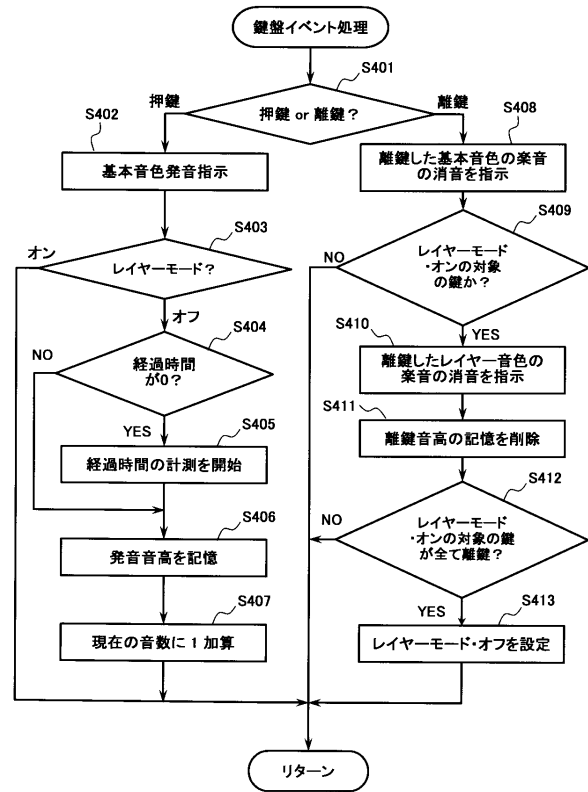 鍵盤イベント処理
S401
押鍵 or 離鍵？
押鍵
離鍵
S402
基本音色発音指示
S403
レイヤーモード？
オン
オフ
S404
経過時間
が0？
NO
YES
S405
経過時間の計測を開始
S406
発音音高を記憶
S407
現在の音数に 1 加算
S408
離鍵した基本音色の楽音
の消音を指示
S409
レイヤーモード
・オンの対象
の鍵か？
NO
YES
S410
離鍵したレイヤー音色の
楽音の消音を指示
S411
離鍵音高の記憶を削除
S412
レイヤーモード
・オンの対象の鍵
が全て離鍵？
NO
YES
S413
レイヤーモード・オフを設定
リターン